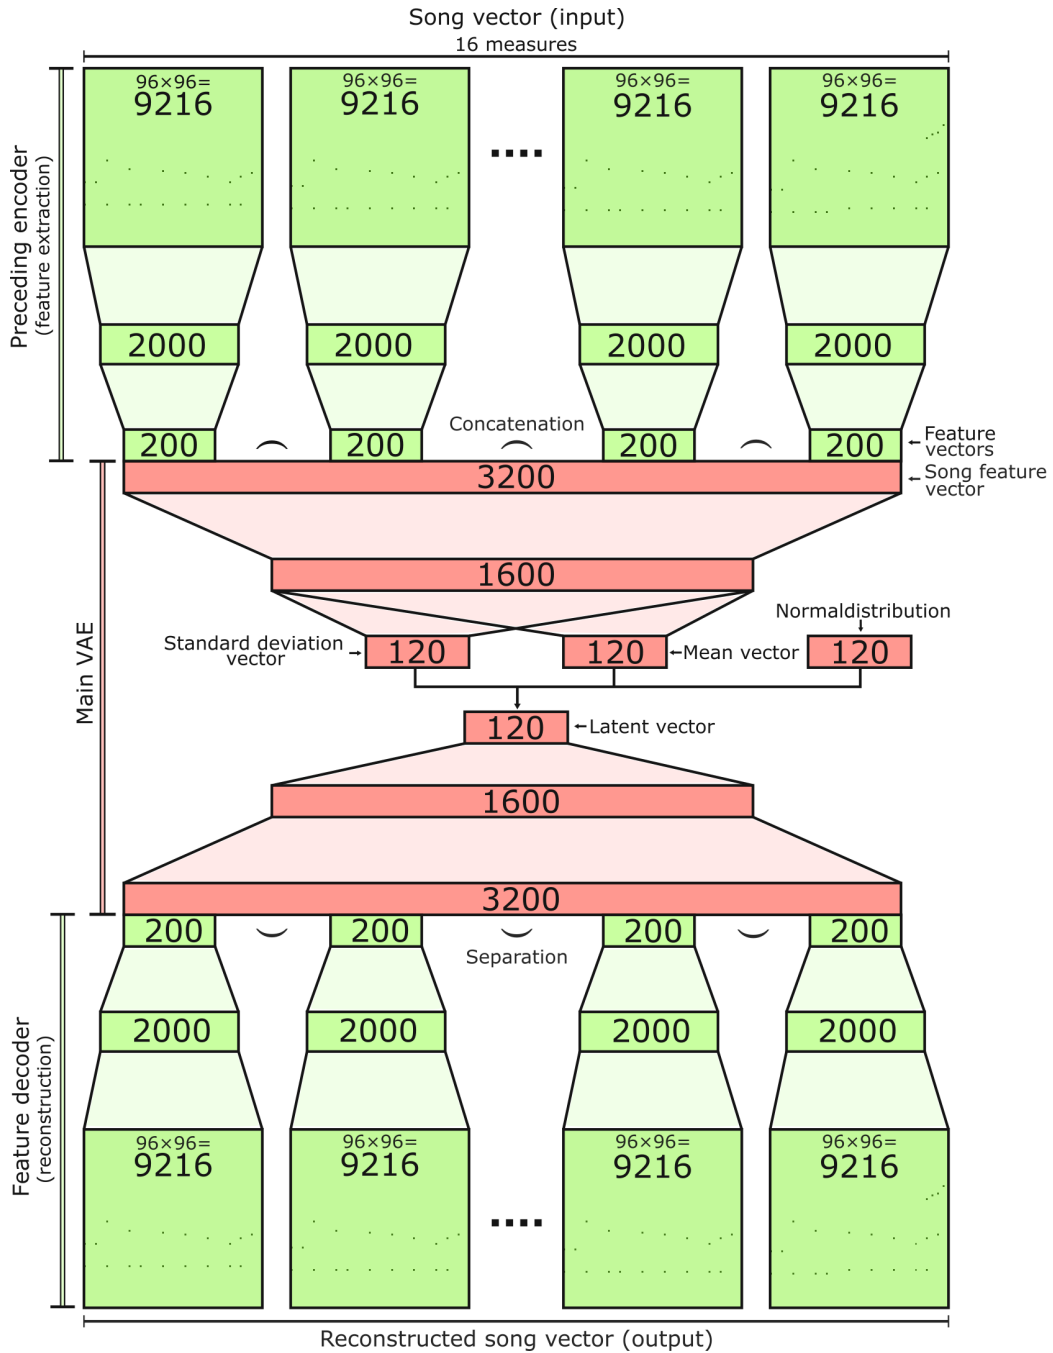 Song vector (input)
16 measures
96×96=
9216
96×96=
9216
96×96=
9216
96×96=
9216
Preceding encoder
(feature extraction)
2000
2000
2000
2000
Concatenation
200
200
200
200
Feature
vectors
3200
Song feature
vector
1600
Main VAE
Normaldistribution
Standard deviation
vector
120
120
Mean vector
120
120
Latent vector
1600
3200
200
200
200
200
Separation
Feature decoder
(reconstruction)
2000
2000
2000
2000
96×96=
9216
96×96=
9216
96×96=
9216
96×96=
9216
Reconstructed song vector (output)